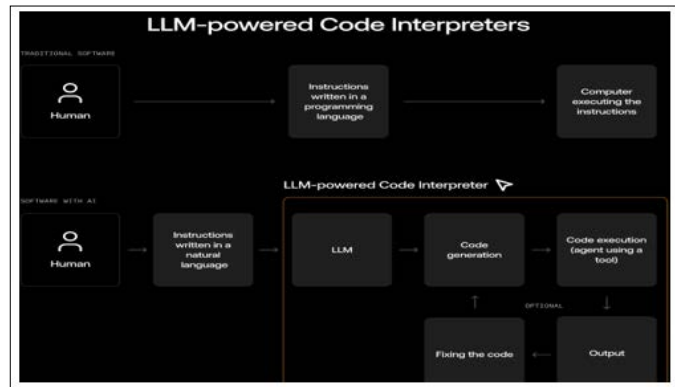 LLM-powered Code Interpreters
TRADITIONAL SOFTWARE
Human
Instructions
written in a
programming
language
Computer
executing the
instructions
LLM-powered Code Interpreter
SOFTWARE WITH AI
Human
Instructions
written in a
natural
language
LLM
Code
generation
Code execution
(agent using a
tool)
OPTIONAL
Fixing the code
Output